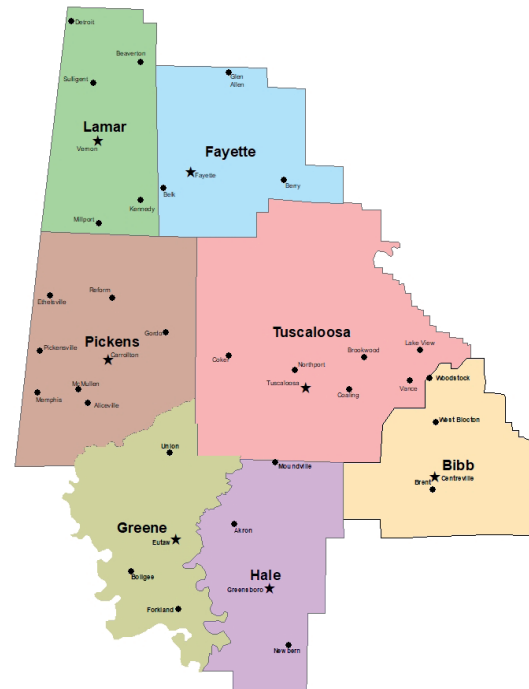 Detroit
Beaverton
Sulligent
Lamar
Vernon
Kennedy
Millport
Glen
Allen
Fayette
Fayette
Belk
Berry
Ethelsville
Reform
Gordo
Pickensville
Pickens
Carrollton
McMullen
Memphis
Aliceville
Tuscaloosa
Lake View
Brookwood
Coker
Northport
Tuscaloosa
Coaling
Vance
Woodstock
West Blocton
Bibb
Centreville
Brent
Union
Greene
Eutaw
Boligee
Forkland
Moundville
Akron
Hale
Greensboro
Newbern